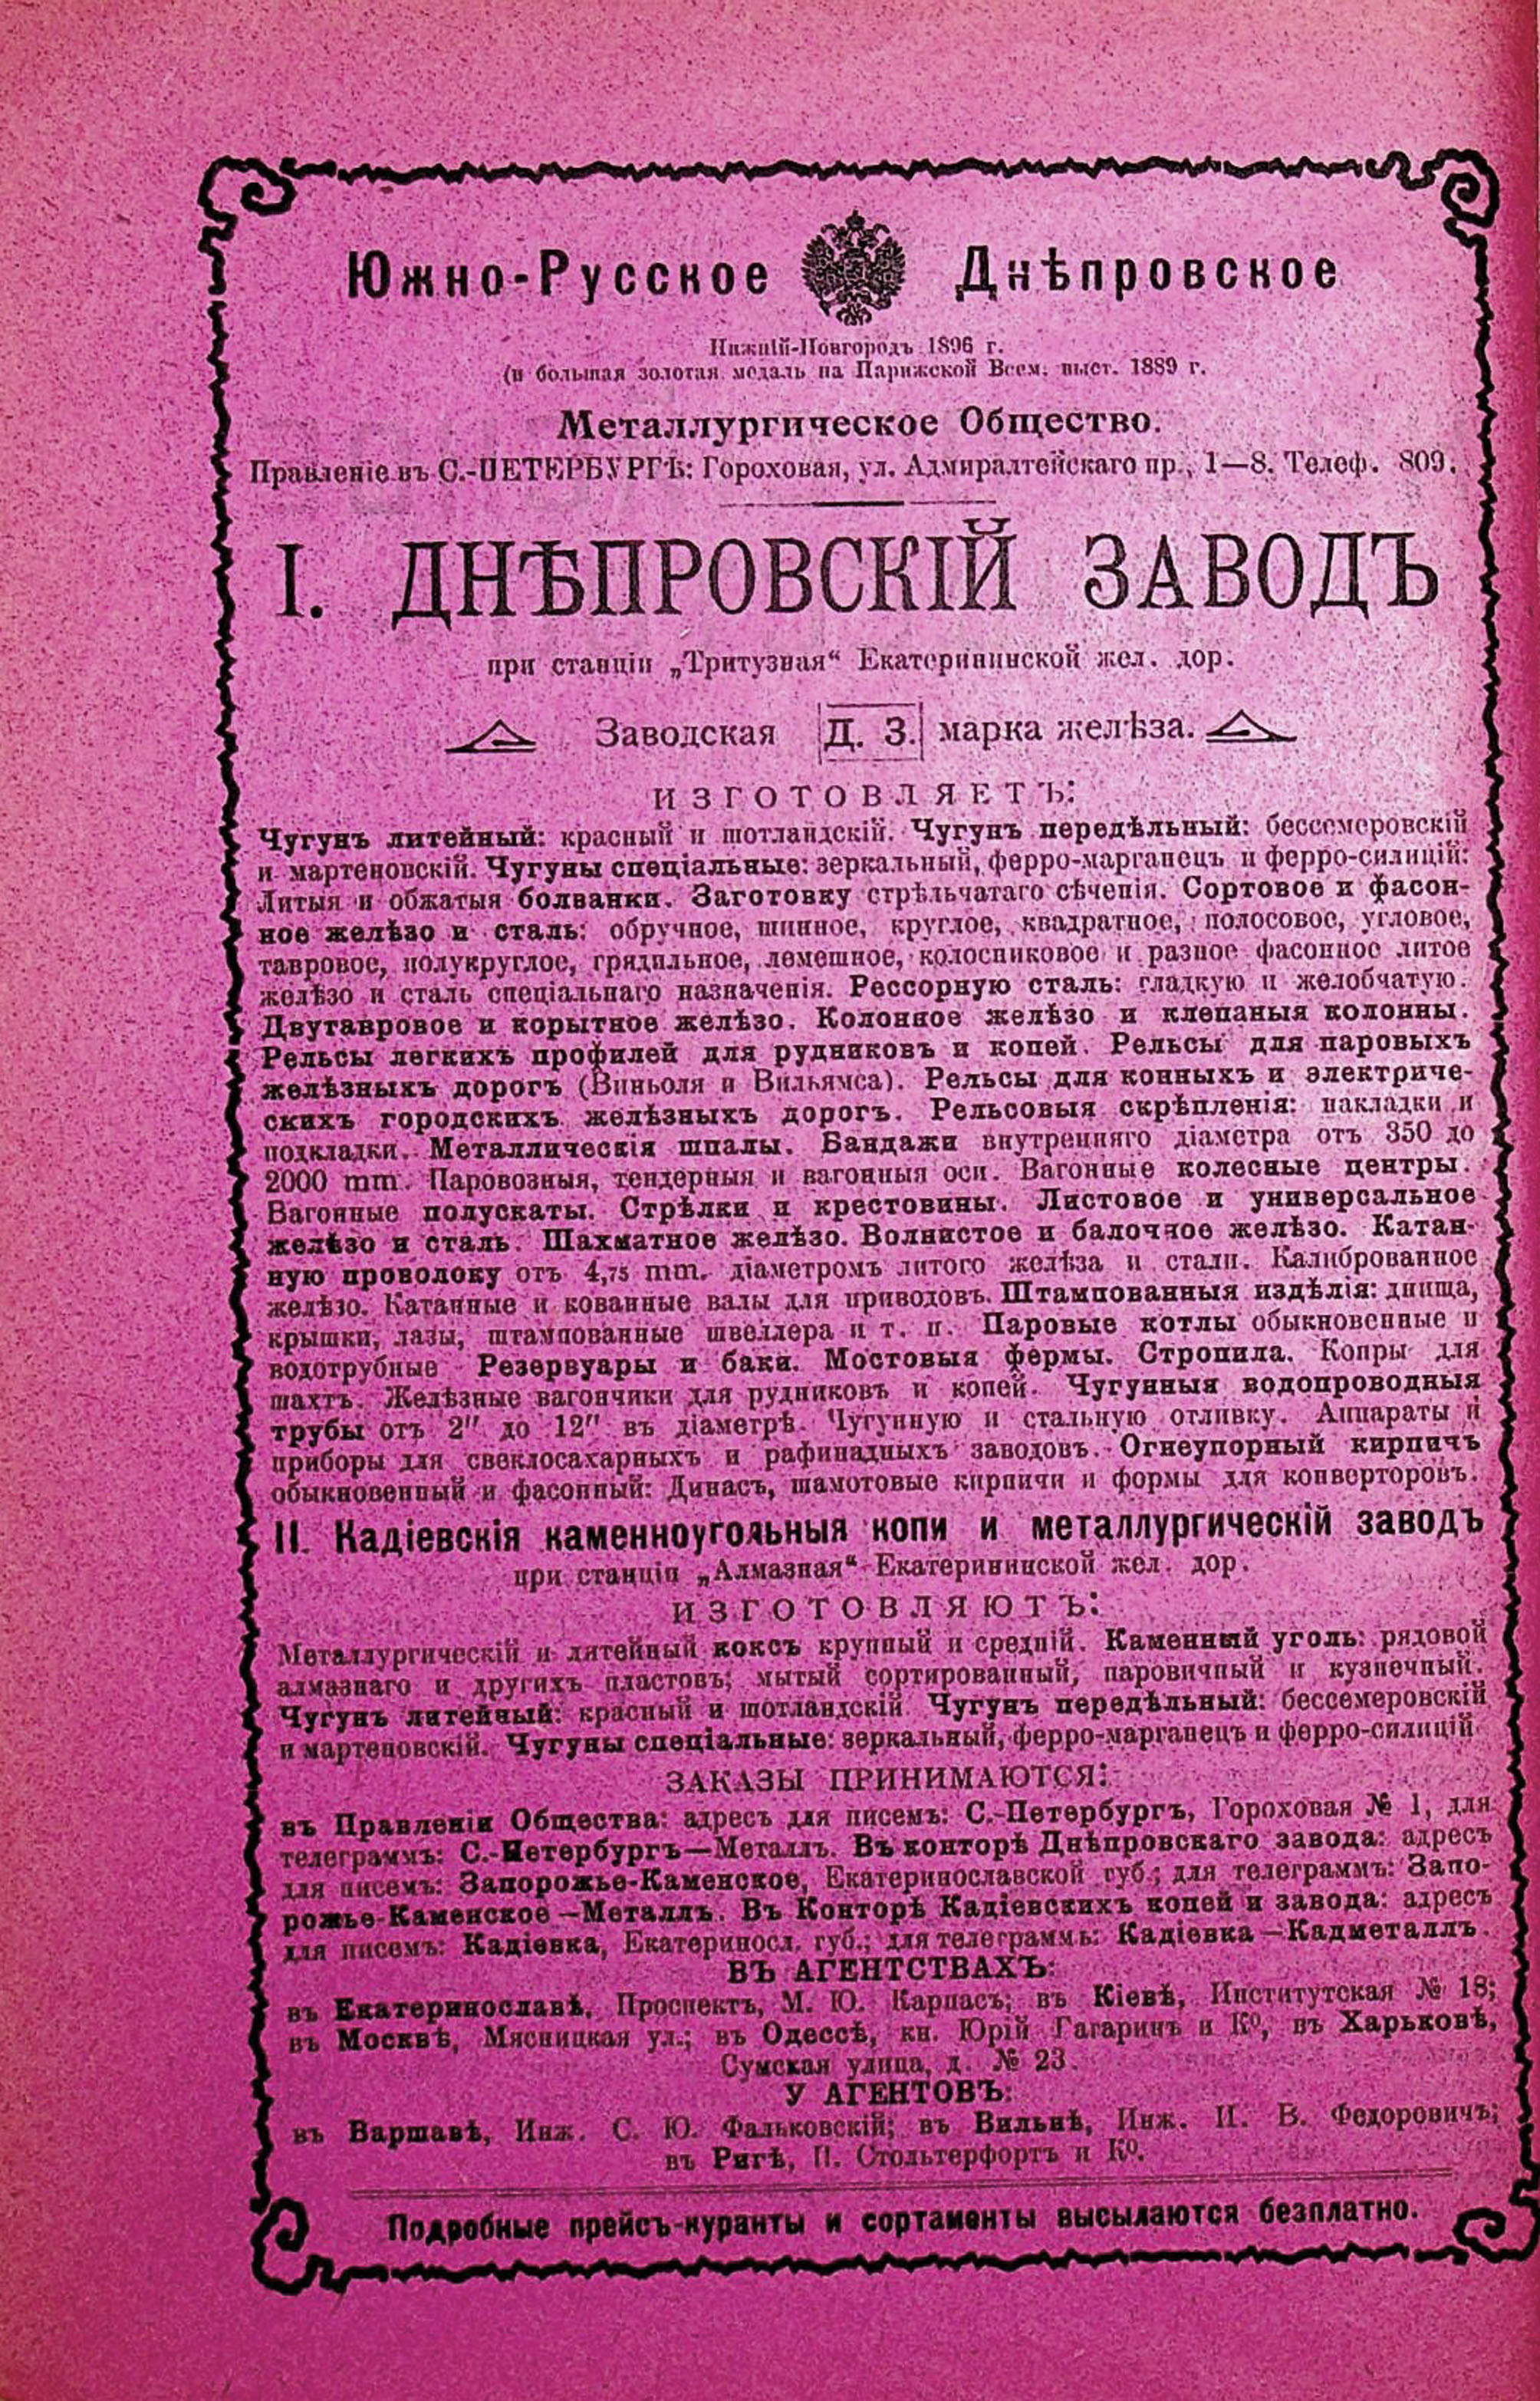 Южно-Русское Днѣпровское
Нижній-Новгородъ 1896 г.
(и большая золотая медаль на Парижской Всем. выст. 1889 г.
Металлургическое Общество.
Правленіе въ С.-ПЕТЕРБУРГѢ: Гороховая, уг. Адмиралтейскаго пр., 1—8. Телеф. 809.
I. ДНѢПРОВСКІЙ ЗАВОДЪ
при станціи „Тритузная“ Екатерининской жел. дор.
Заводская Д. З. марка желѣза.
ИЗГОТОВЛЯЕТЪ:
Чугунъ литейный: красный и шотландскій. Чугунъ передѣльный: бессемеровскій
и мартеновскій. Чугуны спеціальные: зеркальный, ферро-марганецъ и ферро-силицій:
Литыя и обжатыя болванки. Заготовку стрѣльчатаго сѣченія. Сортовое и фасон-
ное желѣзо и сталь: обручное, шинное, круглое, квадратное, полосовое, угловое,
тавровое, полукруглое, грядильное, лемешное, колосниковое и разное фасонное литое
желѣзо и сталь спеціальнаго назначенія. Рессорную сталь: гладкую и желобчатую.
Двутавровое и корытное желѣзо. Колонное желѣзо и клепаныя колонны.
Рельсы легкихъ профилей для рудниковъ и копей. Рельсы для паровыхъ
желѣзныхъ дорогъ (Виньоля и Вильямса). Рельсы для конныхъ и электриче-
скихъ городскихъ желѣзныхъ дорогъ. Рельсовыя скрѣпленія: накладки и
подкладки. Металлическія шпалы. Бандажи внутренняго діаметра отъ 350 до
2000 mm. Паровозныя, тендерныя и вагонныя оси. Вагонные колесные центры.
Вагонные полускаты. Стрѣлки и крестовины. Листовое и универсальное
желѣзо и сталь. Шахматное желѣзо. Волнистое и балочное желѣзо. Катан-
ную проволоку отъ 4,75 mm. діаметромъ литого желѣза и стали. Калиброванное
желѣзо. Катанные и кованные валы для приводовъ. Штампованныя издѣлія: днища,
крышки, лазы, штампованные швеллера и т. п. Паровые котлы обыкновенные и
водотрубные Резервуары и баки. Мостовыя фермы. Стропила. Копры для
шахтъ. Желѣзные вагончики для рудниковъ и копей. Чугунныя водопроводныя
трубы отъ 2" до 12" въ діаметрѣ. Чугунную и стальную отливку. Аппараты и
приборы для свеклосахарныхъ и рафинадныхъ заводовъ. Огнеупорный кирпичъ
обыкновенный и фасонный: Динасъ, шамотовые кирпичи и формы для конверторовъ.
II. Кадіевскія каменноугольныя копи и металлургическій заводъ
при станціи „Алмазная“ Екатерининской жел. дор.
ИЗГОТОВЛЯЮТЪ:
Металлургическій и литейный коксъ крупный и средній. Каменный уголь: рядовой
алмазнаго и другихъ пластовъ; мытый сортированный, паровичный и кузнечный.
Чугунъ литейный: красный и шотландскій. Чугунъ передѣльный: бессемеровскій
и мартеновскій. Чугуны спеціальные: зеркальный, ферро-марганецъ и ферро-силицій
ЗАКАЗЫ ПРИНИМАЮТСЯ:
въ Правленіи Общества: адресъ для писемъ: С.-Петербургъ, Гороховая № 1, для
телеграммъ: С.-Петербургъ—Металлъ. Въ конторѣ Днѣпровскаго завода: адресъ
для писемъ: Запорожье-Каменское, Екатеринославской губ.; для телеграммъ: Запо-
рожье-Каменское—Металлъ. Въ Конторѣ Кадіевскихъ копей и завода: адресъ
для писемъ: Кадіевка, Екатериносл. губ.; для телеграммъ: Кадіевка—Кадметаллъ.
ВЪ АГЕНТСТВАХЪ:
въ Екатеринославѣ, Проспектъ, М. Ю. Карпасъ; въ Кіевѣ, Институтская № 18;
въ Москвѣ, Мясницкая ул.; въ Одессѣ, кн. Юрій Гагаринъ и Ко, въ Харьковѣ,
Сумская улица, д. № 23.
У АГЕНТОВЪ:
въ Варшавѣ, Инж. С. Ю. Фальковскій; въ Вильнѣ, Инж. И. В. Федоровичъ;
въ Ригѣ, П. Стольтерфортъ и Ко.
Подробные прейсъ-куранты и сортаменты высылаются безплатно.